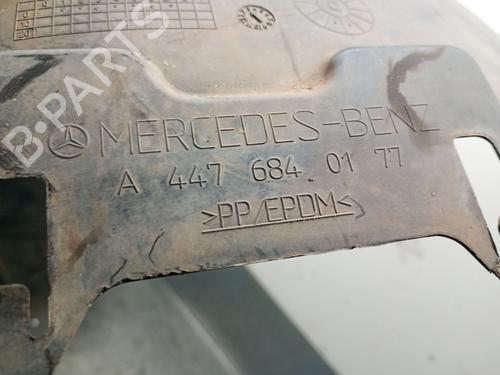 B-PARTS
MERCEDES-BENZ
A 447 684 01 77
>PP/EPDM<